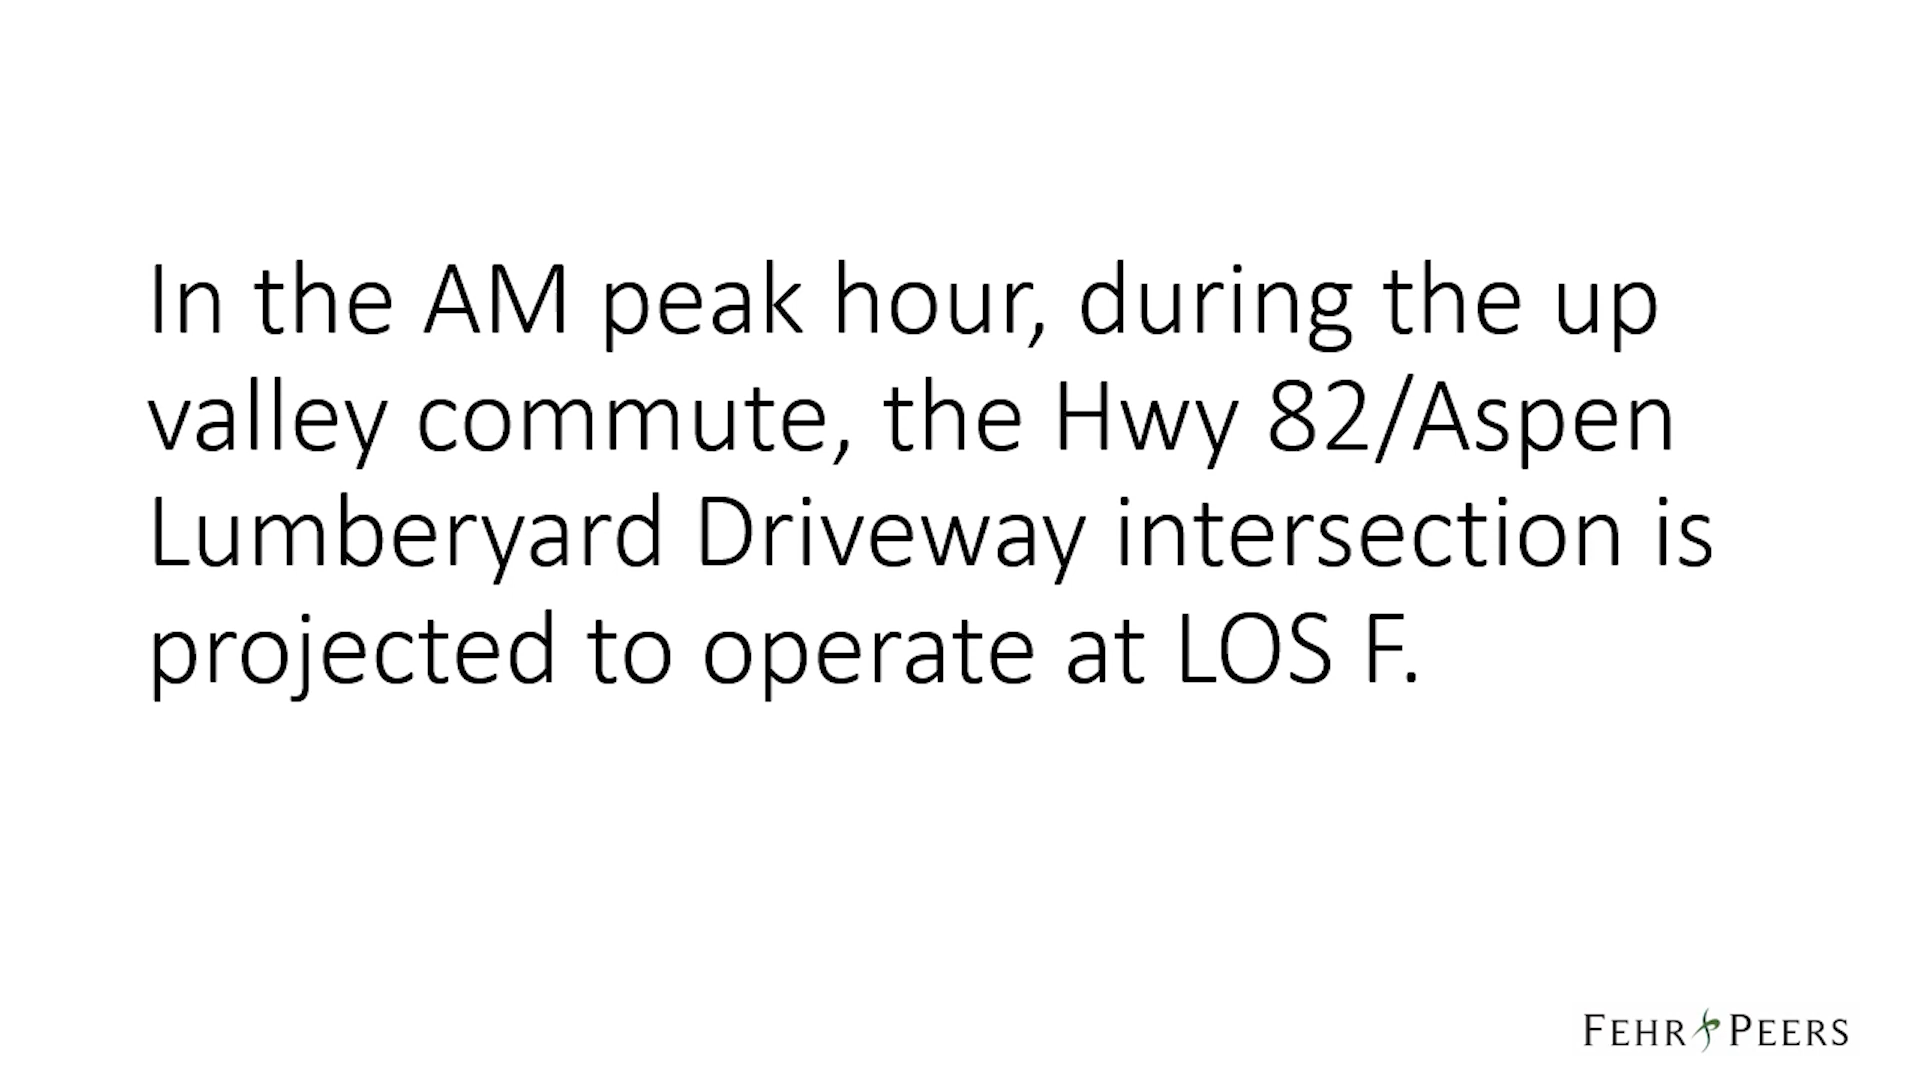 In the AM peak hour, during the up
valley commute, the Hwy 82/Aspen
Lumberyard Driveway intersection is
projected to operate at LOS F.
FEHR PEERS